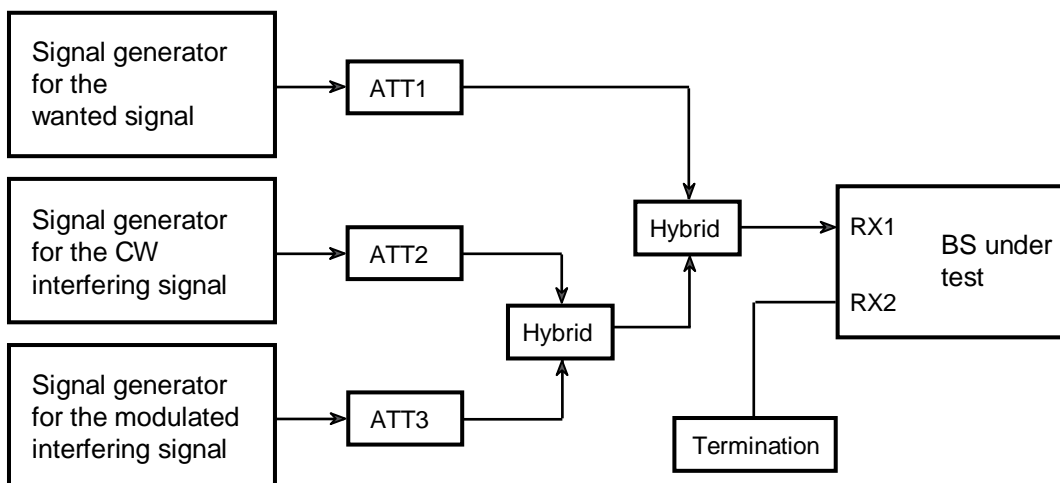 Signal generator
for the
wanted signal
ATT1
Signal generator
for the CW
interfering signal
ATT2
Hybrid
RX1
BS under
test
RX2
Hybrid
Signal generator
for the modulated
interfering signal
ATT3
Termination